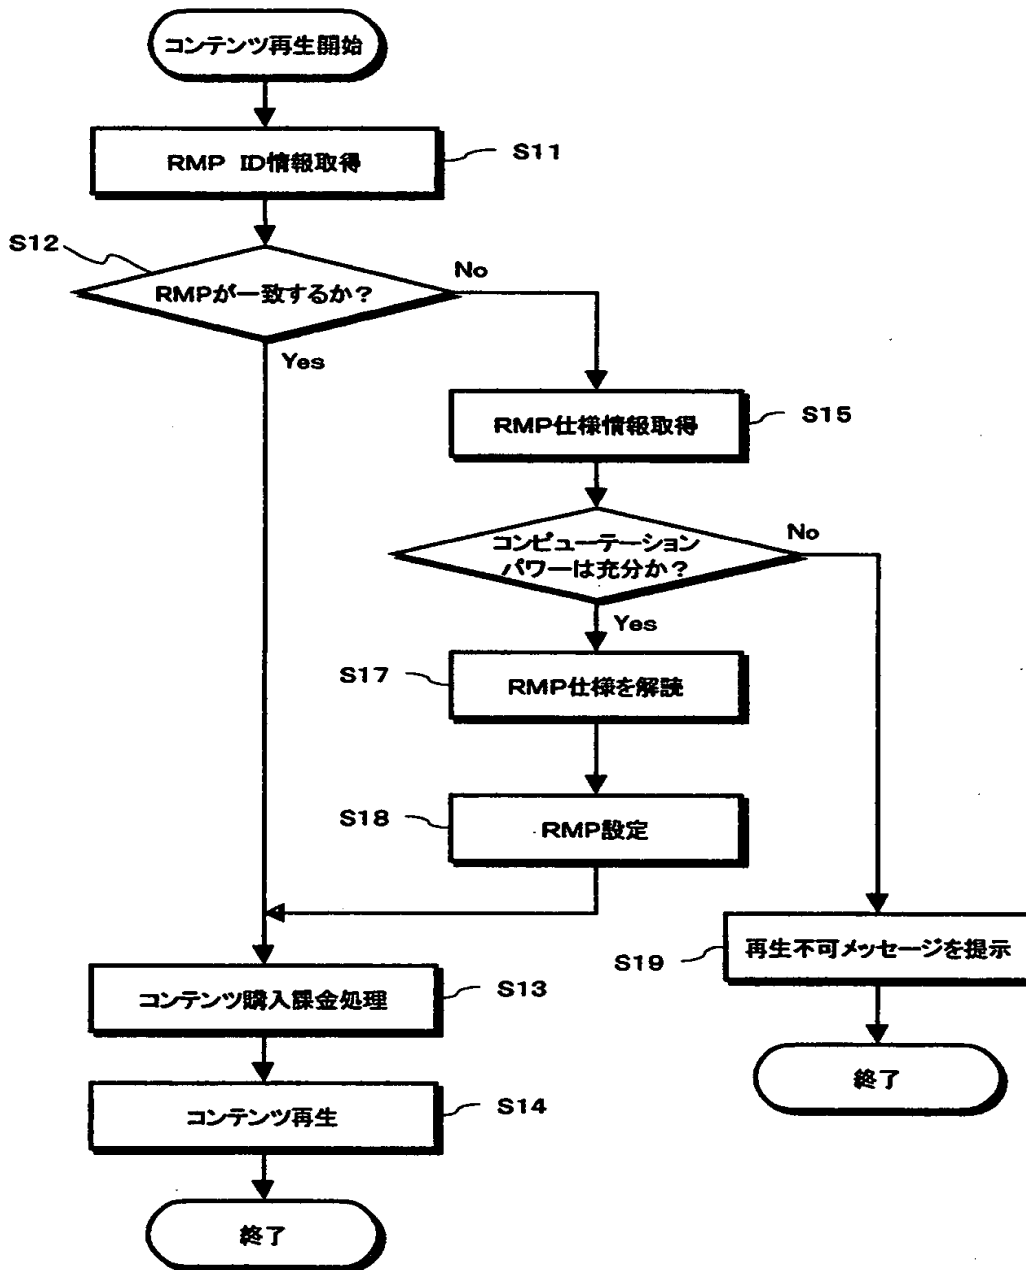 コンテンツ再生開始
RMP ID情報取得
S11
S12
RMPが一致するか？
No
Yes
RMP仕様情報取得
S15
コンピューテーション
パワーは充分か？
No
Yes
S17
RMP仕様を解読
S18
RMP設定
S19
再生不可メッセージを提示
コンテンツ購入課金処理
S13
終了
コンテンツ再生
S14
終了